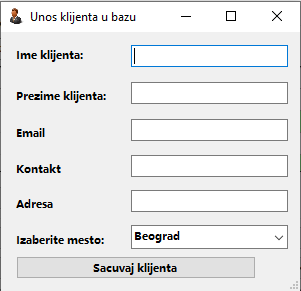 Unos klijenta u bazu
Ime klijenta:
Prezime klijenta:
Email
Kontakt
Adresa
Izaberite mesto: Beograd
Sacuvaj klijenta